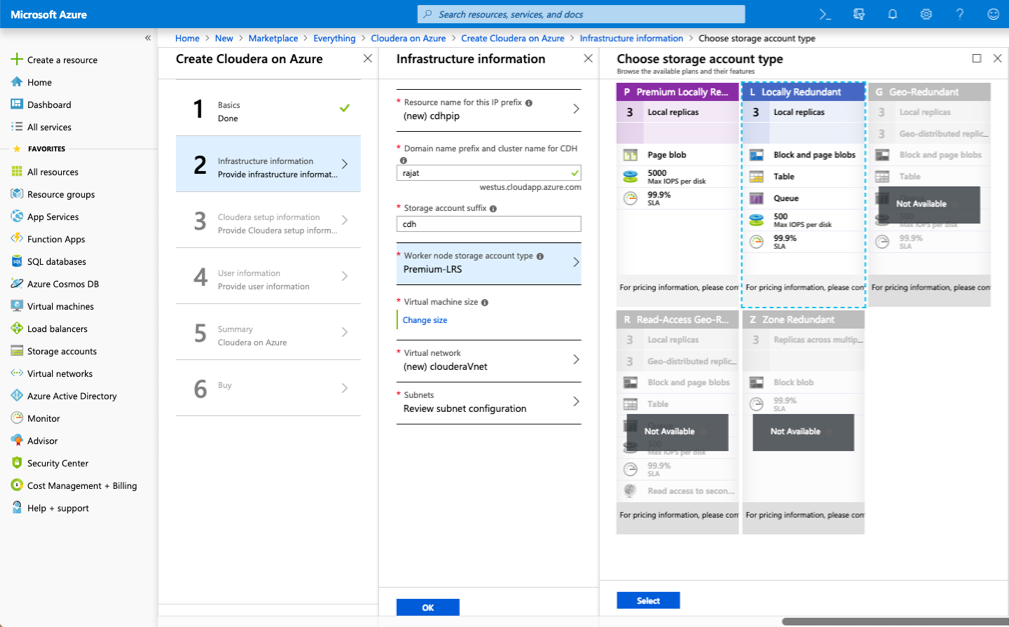 Microsoft Azure
Search resources, services, and docs
Home > New > Marketplace > Everything > Cloudera on Azure > Create Cloudera on Azure > Infrastructure information > Choose storage account type
Create a resource
Home
Dashboard
All services
FAVORITES
All resources
Resource groups
App Services
Function Apps
SQL databases
Azure Cosmos DB
Virtual machines
Load balancers
Storage accounts
Virtual networks
Azure Active Directory
Monitor
Advisor
Security Center
Cost Management + Billing
Help + support
Create Cloudera on Azure
1
Basics
Done
2
Infrastructure information
Provide infrastructure informat...
3
Cloudera setup information
Provide Cloudera setup inform...
4
User information
Provide user information
5
Summary
Cloudera on Azure
6
Buy
Infrastructure information
* Resource name for this IP prefix
(new) cdhpip
* Domain name prefix and cluster name for CDH
rajat
westus.cloudapp.azure.com
* Storage account suffix
cdh
* Worker node storage account type
Premium-LRS
* Virtual machine size
Change size
* Virtual network
(new) clouderaVnet
* Subnets
Review subnet configuration
OK
Choose storage account type
Browse the available plans and their features
P Premium Locally Re...
3 Local replicas
Page blob
5000
Max IOPS per disk
99.9%
SLA
For pricing information, please con
L Locally Redundant
3 Local replicas
Block and page blobs
Table
Queue
500
Max IOPS per disk
99.9%
SLA
For pricing information, please con
G Geo-Redundant
3 Local replicas
3 Geo-distributed replic...
Block and page blobs
Table
Not Available
Max IOPS per disk
99.9%
SLA
For pricing information, please con
R Read-Access Geo-R...
3 Local replicas
3 Geo-distributed replic...
Block and page blobs
Table
Not Available
500
Max IOPS per disk
99.9%
SLA
Read access to secon...
For pricing information, please con
Z Zone Redundant
3 Replicas across multip...
Block blob
99.9%
SLA
Not Available
For pricing information, please con
Select